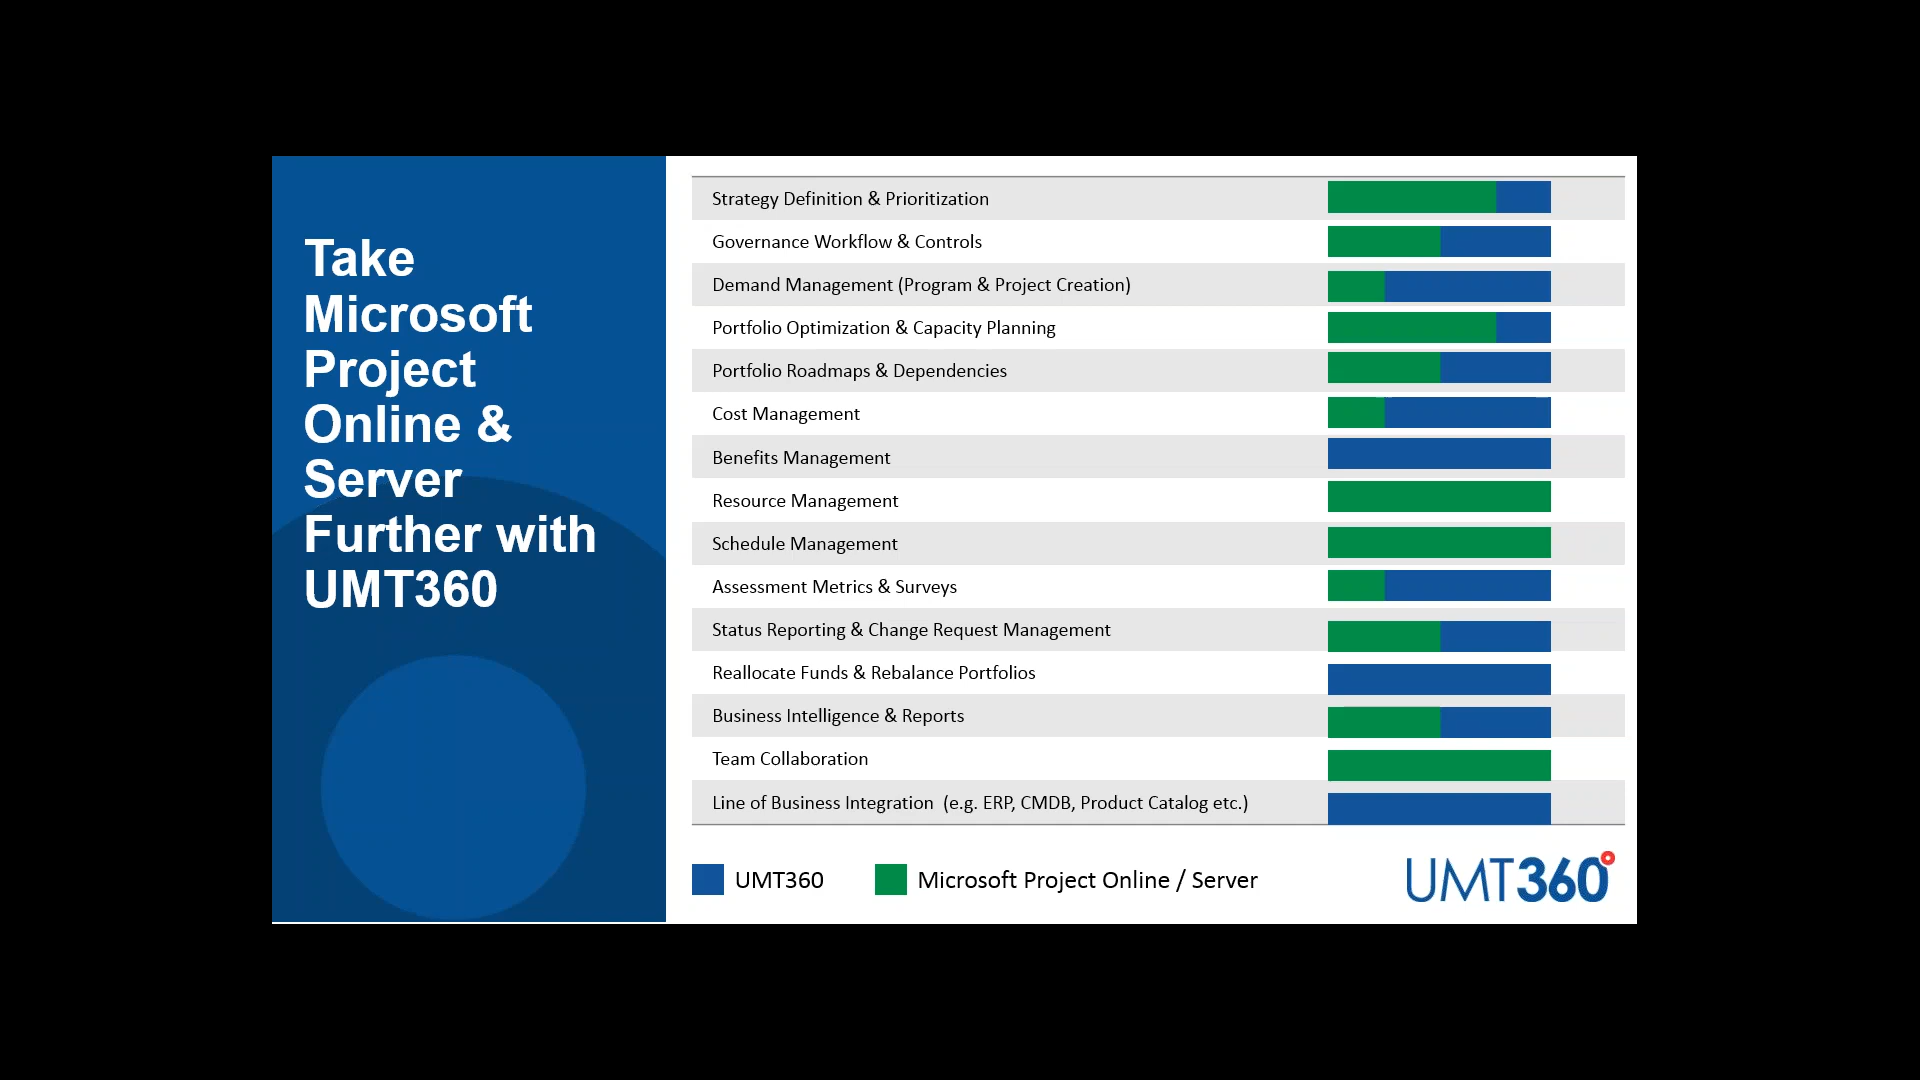 Take
Microsoft
Project
Online &
Server
Further with
UMT360
Strategy Definition & Prioritization
Governance Workflow & Controls
Demand Management (Program & Project Creation)
Portfolio Optimization & Capacity Planning
Portfolio Roadmaps & Dependencies
Cost Management
Benefits Management
Resource Management
Schedule Management
Assessment Metrics & Surveys
Status Reporting & Change Request Management
Reallocate Funds & Rebalance Portfolios
Business Intelligence & Reports
Team Collaboration
Line of Business Integration  (e.g. ERP, CMDB, Product Catalog etc.)
UMT360
Microsoft Project Online / Server
UMT360